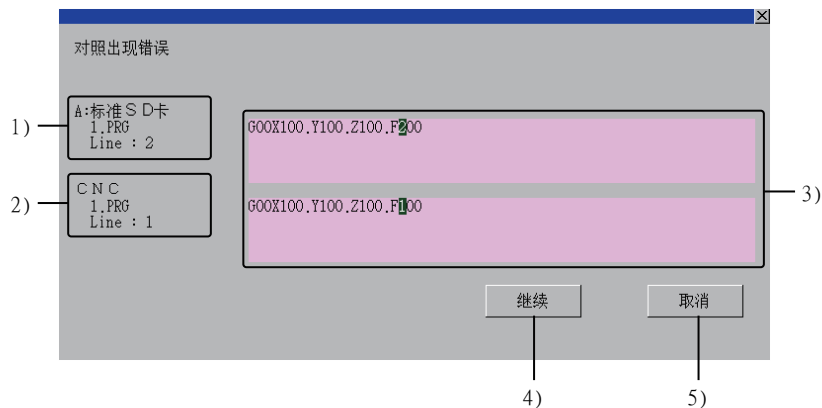 对照出现错误
1)
A:标准ＳＤ卡
1.PRG
Line : 2
G00X100.Y100.Z100.F200
2)
ＣＮＣ
1.PRG
Line : 1
G00X100.Y100.Z100.F100
3)
继续
取消
4)
5)